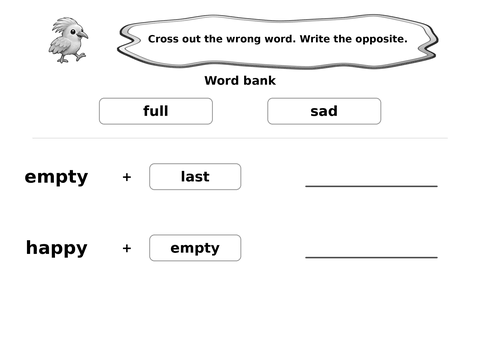 Cross out the wrong word. Write the opposite.
Word bank
full sad
empty + last
happy + empty